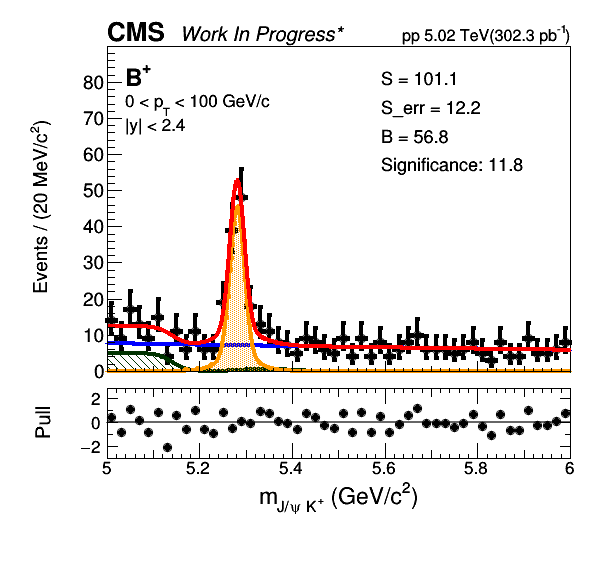 CMS Work In Progress* pp 5.02 TeV(302.3 pb⁻¹)
B⁺
0 < p_T < 100 GeV/c
|y| < 2.4
S = 101.1
S_err = 12.2
B = 56.8
Significance: 11.8
Events / (20 MeV/c²)
80
70
60
50
40
30
20
10
0
Pull
2
0
−2
5 5.2 5.4 5.6 5.8 6
m_{J/ψ K⁺} (GeV/c²)